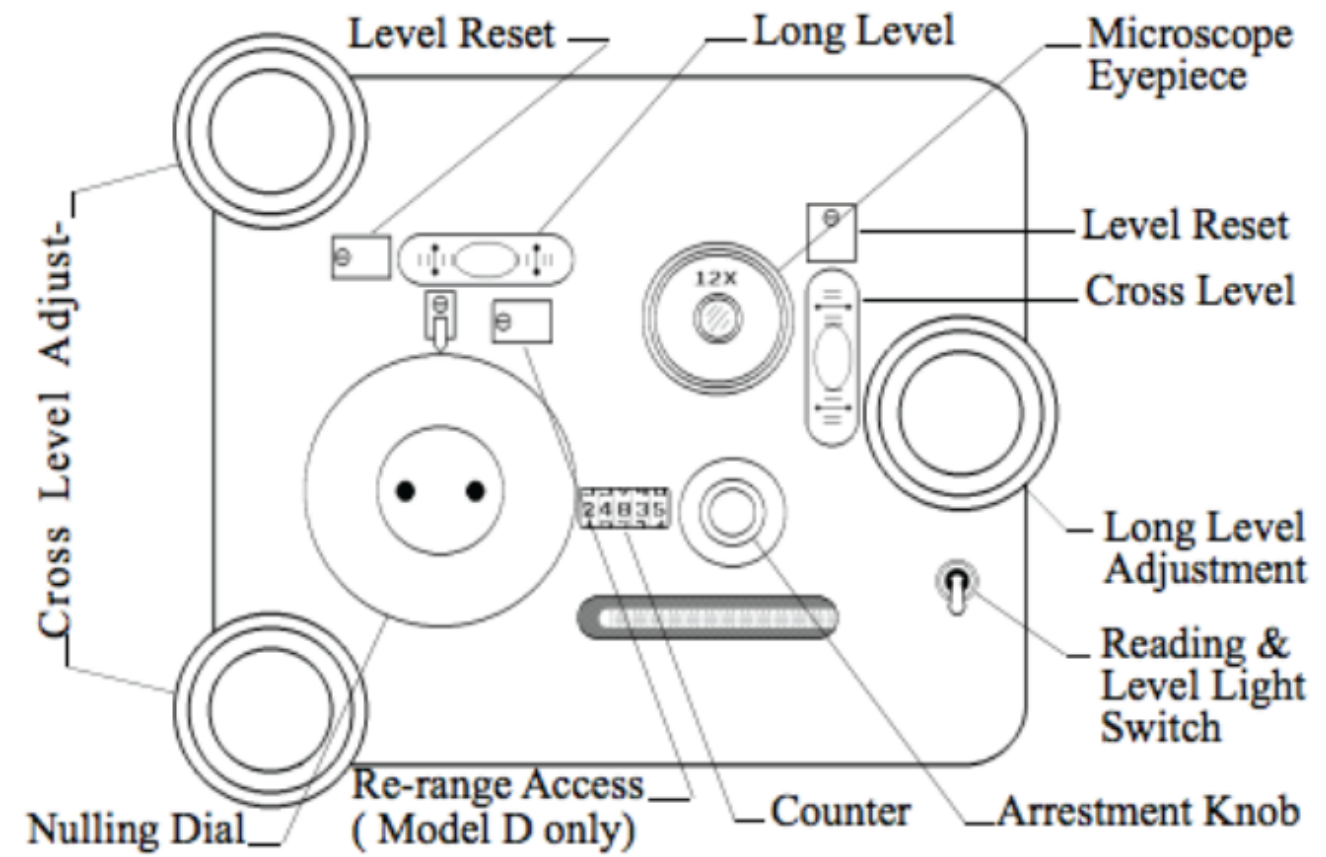 Level Reset
Long Level
Microscope
Eyepiece
Cross Level Adjust-
12X
Level Reset
Cross Level
24835
Long Level
Adjustment
Reading &
Level Light
Switch
Re-range Access
( Model D only)
Nulling Dial
Counter
Arrestment Knob